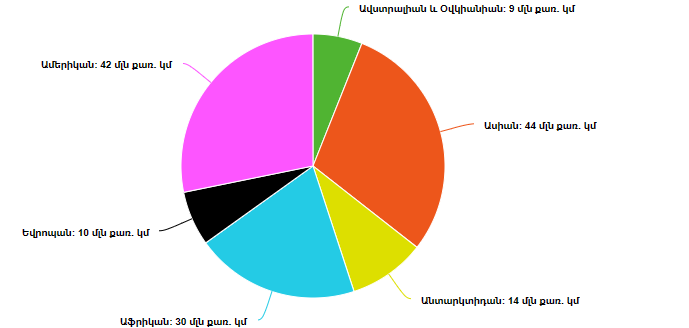 Ավստրալիան և Օվկիանիան: 9 մլն քառ. կմ
Ամերիկան: 42 մլն քառ. կմ
Ասիան: 44 մլն քառ. կմ
Եվրոպան: 10 մլն քառ. կմ
Անտարկտիդան: 14 մլն քառ. կմ
Աֆրիկան: 30 մլն քառ. կմ